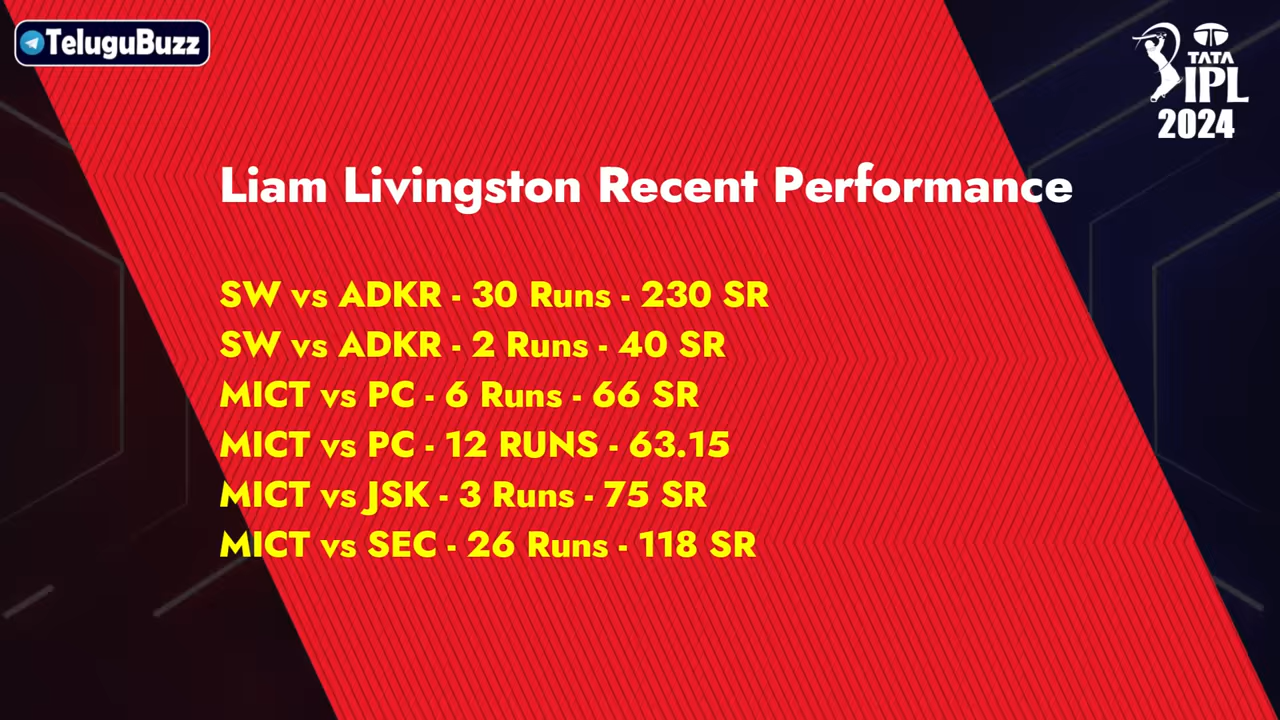 TeluguBuzz
TATA
IPL
2024
Liam Livingston Recent Performance
SW vs ADKR - 30 Runs - 230 SR
SW vs ADKR - 2 Runs - 40 SR
MICT vs PC - 6 Runs - 66 SR
MICT vs PC - 12 RUNS - 63.15
MICT vs JSK - 3 Runs - 75 SR
MICT vs SEC - 26 Runs - 118 SR